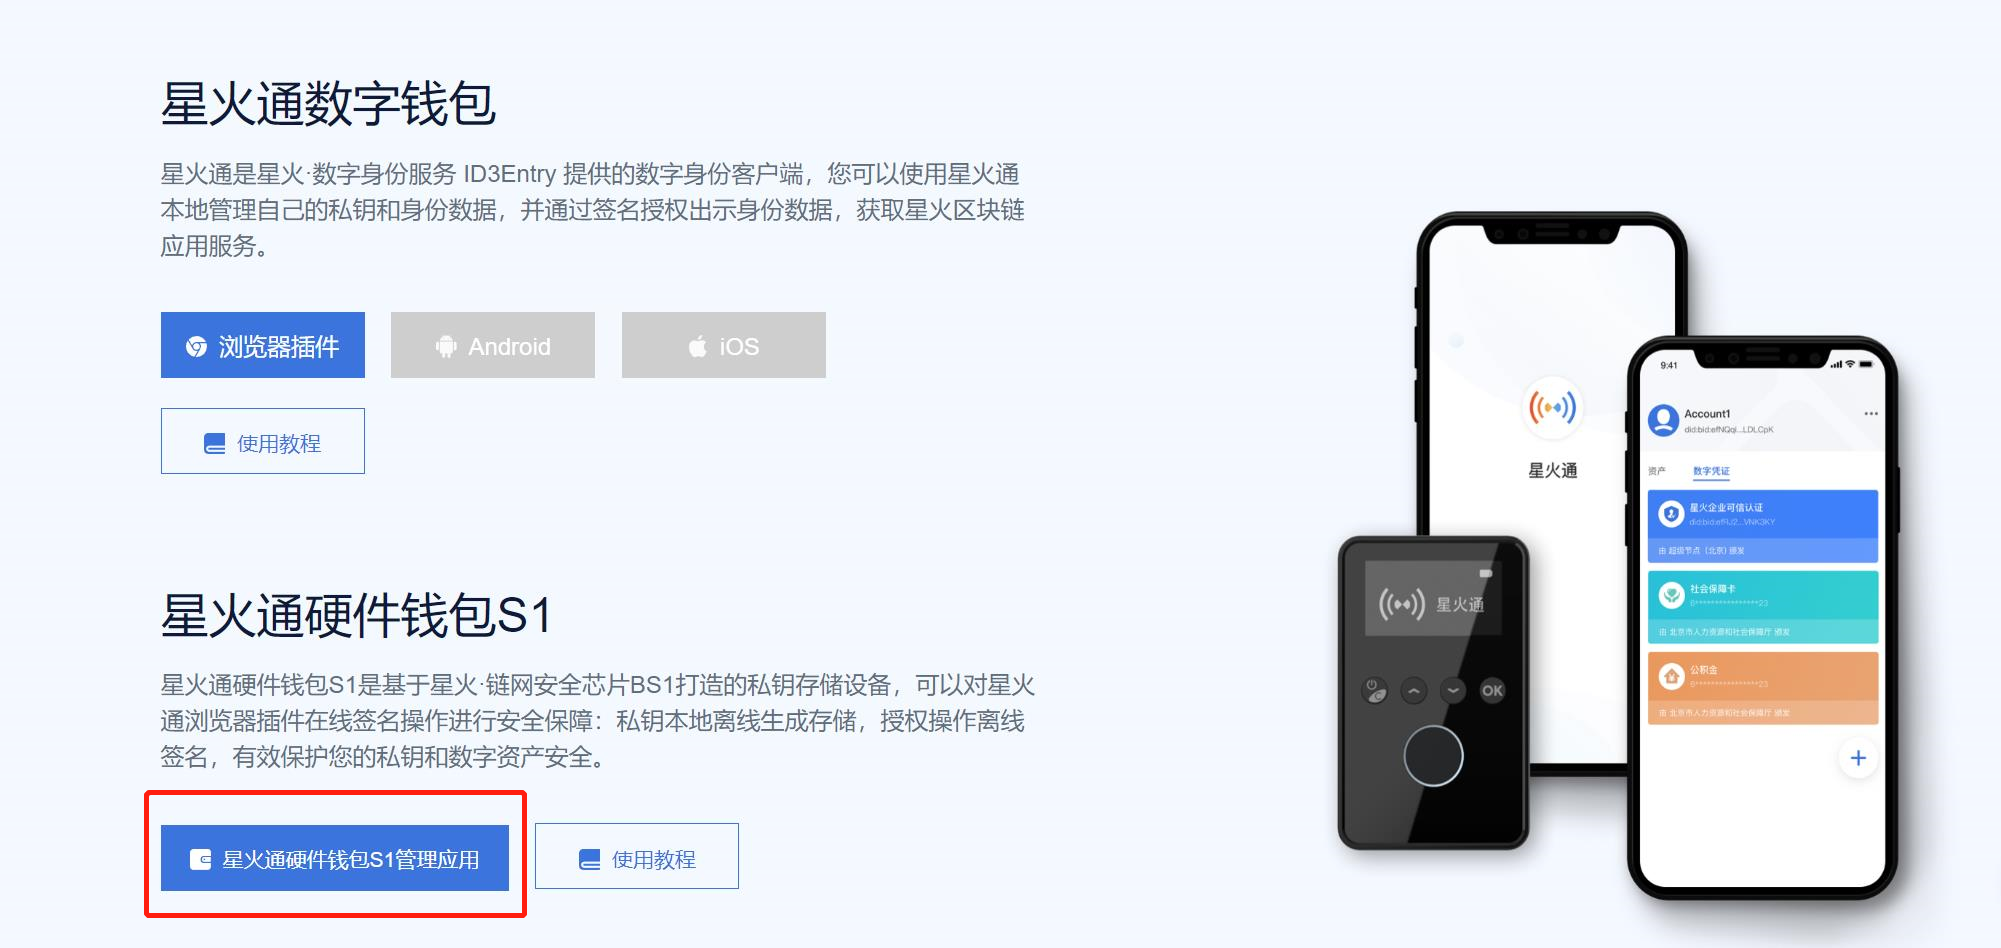 星火通数字钱包
星火通是星火·数字身份服务 ID3Entry 提供的数字身份客户端，您可以使用星火通
本地管理自己的私钥和身份数据，并通过签名授权出示身份数据，获取星火区块链
应用服务。
浏览器插件
Android
iOS
使用教程
星火通硬件钱包S1
星火通硬件钱包S1是基于星火·链网安全芯片BS1打造的私钥存储设备，可以对星火
通浏览器插件在线签名操作进行安全保障：私钥本地离线生成存储，授权操作离线
签名，有效保护您的私钥和数字资产安全。
星火通硬件钱包S1管理应用
使用教程
星火通
星火通
OK
9:41
Account1
did:bid:efNQqi...LDLCpK
资产
数字凭证
星火企业可信认证
did:bid:efRJ2...VNK3KY
由 超级节点（北京）颁发
社会保障卡
6****************23
由 北京市人力资源和社会保障厅 颁发
公积金
6****************23
由 北京市人力资源和社会保障厅 颁发